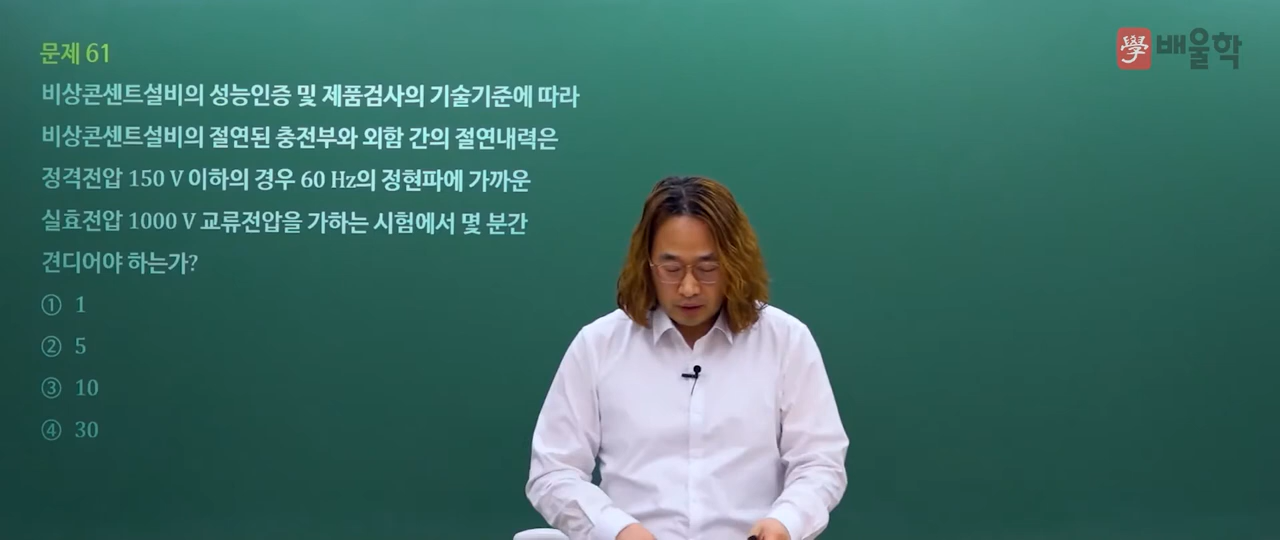 문제 61
비상콘센트설비의 성능인증 및 제품검사의 기술기준에 따라
비상콘센트설비의 절연된 충전부와 외함 간의 절연내력은
정격전압 150 V 이하의 경우 60 Hz의 정현파에 가까운
실효전압 1000 V 교류전압을 가하는 시험에서 몇 분간
견디어야 하는가?
① 1
② 5
③ 10
④ 30
學 배울학